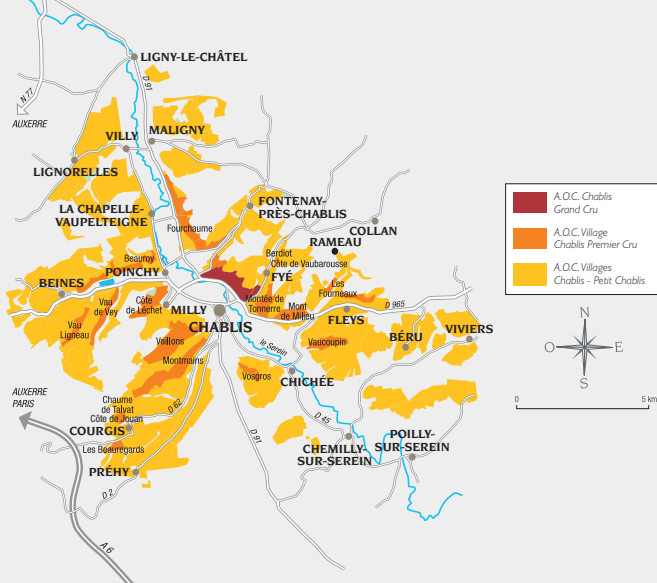 LIGNY-LE-CHÂTEL
D 91
N 77
AUXERRE
VILLY
MALIGNY
LIGNORELLES
LA CHAPELLE-
VAUPELTEIGNE
FONTENAY-
PRÈS-CHABLIS
Fourchaume
COLLAN
RAMEAU
Berdiot
Côte de Vaubarousse
FYÉ
Beauroy
POINCHY
BEINES
Vau
de Vey
Côte
de Léchet
MILLY
CHABLIS
Montée de
Tonnerre
Mont
de Milieu
Les
Fourneaux
D 965
FLEYS
BÉRU
VIVIERS
Vau
Ligneau
Vaillons
Montmains
le Serein
Vaucoupin
Vosgros
CHICHÉE
AUXERRE
PARIS
Chaume
de Talvat
Côte de Jouan
COURGIS
D 62
Les Beauregards
PRÉHY
D 2
D 91
D 45
CHEMILLY-
SUR-SEREIN
POILLY-
SUR-SEREIN
A 6
A.O.C. Chablis
Grand Cru
A.O.C. Village
Chablis Premier Cru
A.O.C. Villages
Chablis - Petit Chablis
N
O
E
S
0
5 km